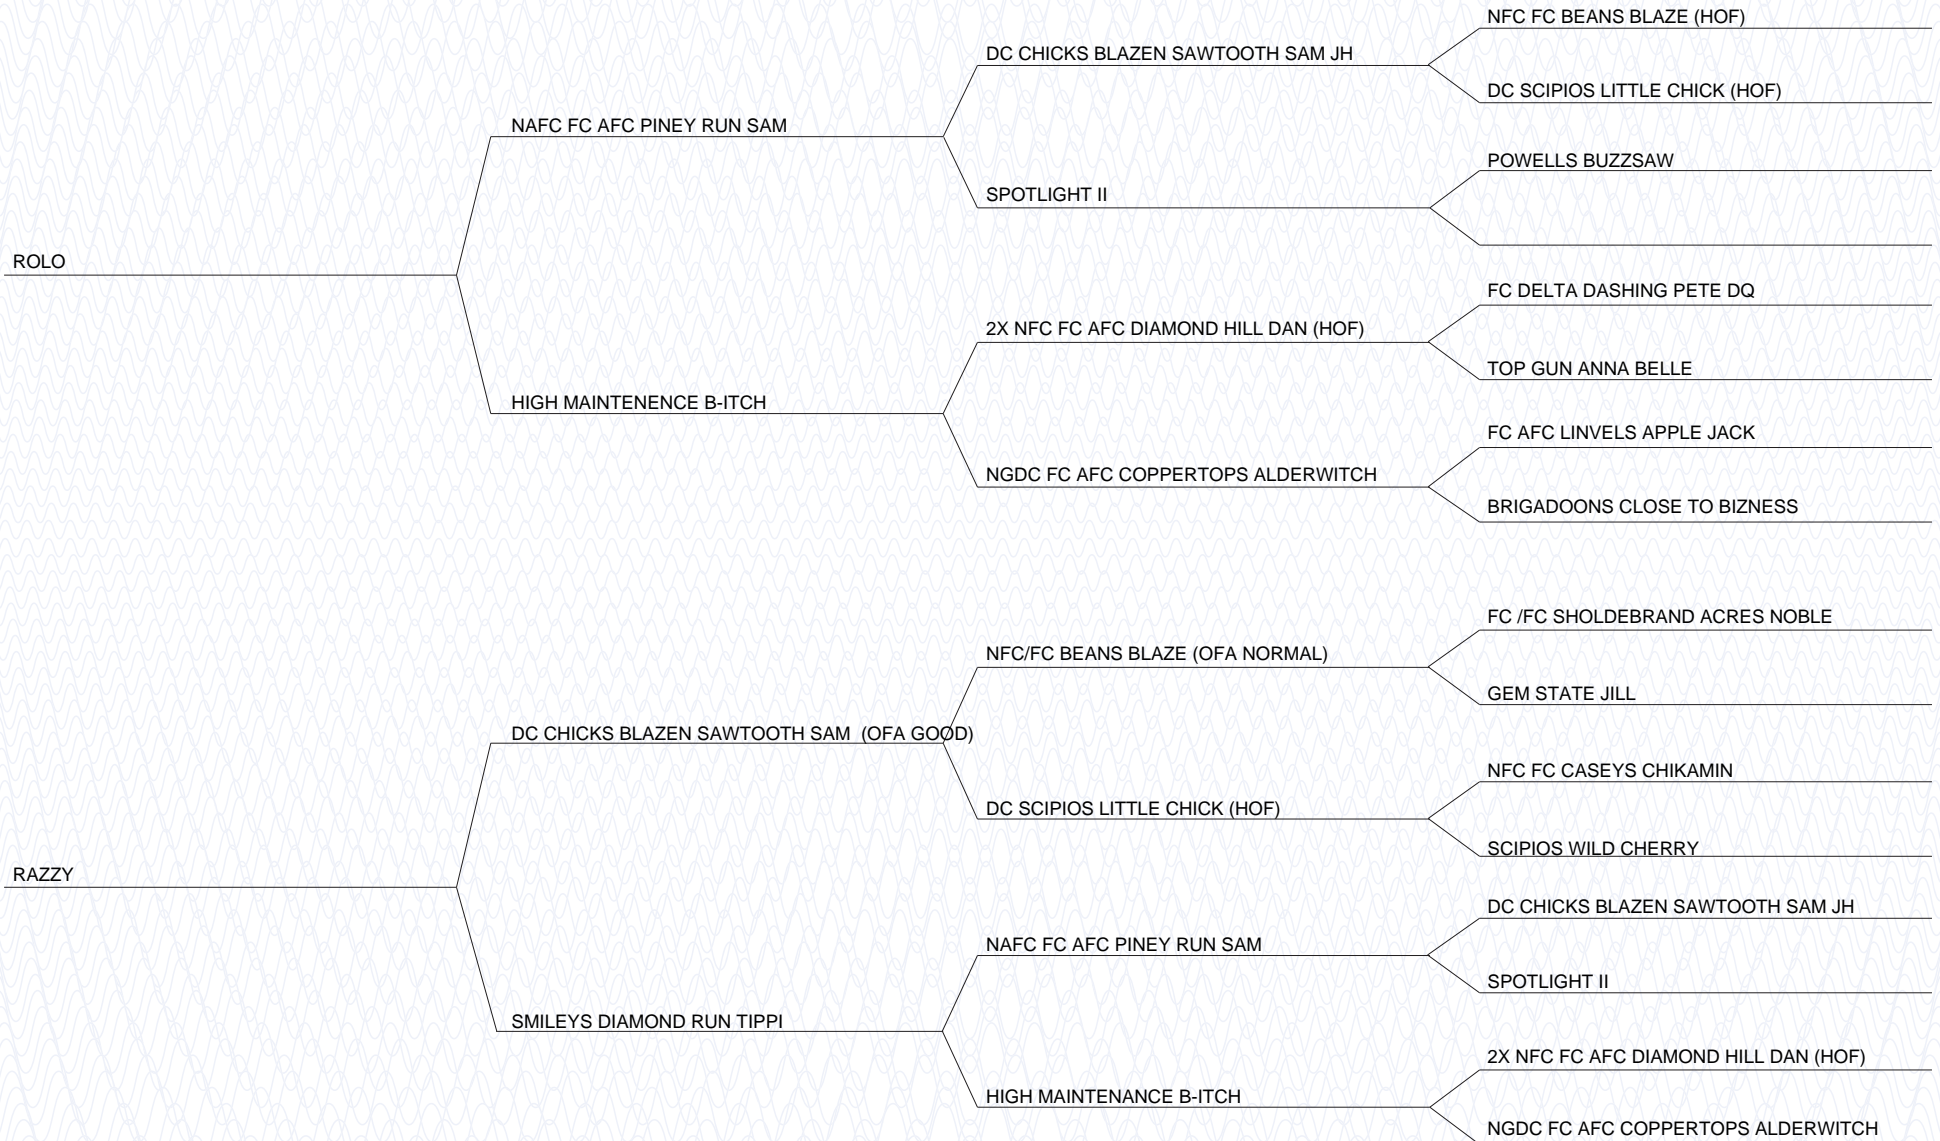 NFC FC BEANS BLAZE (HOF)
DC CHICKS BLAZEN SAWTOOTH SAM JH
DC SCIPIOS LITTLE CHICK (HOF)
NAFC FC AFC PINEY RUN SAM
POWELLS BUZZSAW
SPOTLIGHT II
ROLO
FC DELTA DASHING PETE DQ
2X NFC FC AFC DIAMOND HILL DAN (HOF)
TOP GUN ANNA BELLE
HIGH MAINTENENCE B-ITCH
FC AFC LINVELS APPLE JACK
NGDC FC AFC COPPERTOPS ALDERWITCH
BRIGADOONS CLOSE TO BIZNESS
FC /FC SHOLDEBRAND ACRES NOBLE
NFC/FC BEANS BLAZE (OFA NORMAL)
GEM STATE JILL
DC CHICKS BLAZEN SAWTOOTH SAM  (OFA GOOD)
NFC FC CASEYS CHIKAMIN
DC SCIPIOS LITTLE CHICK (HOF)
SCIPIOS WILD CHERRY
RAZZY
DC CHICKS BLAZEN SAWTOOTH SAM JH
NAFC FC AFC PINEY RUN SAM
SPOTLIGHT II
SMILEYS DIAMOND RUN TIPPI
2X NFC FC AFC DIAMOND HILL DAN (HOF)
HIGH MAINTENANCE B-ITCH
NGDC FC AFC COPPERTOPS ALDERWITCH